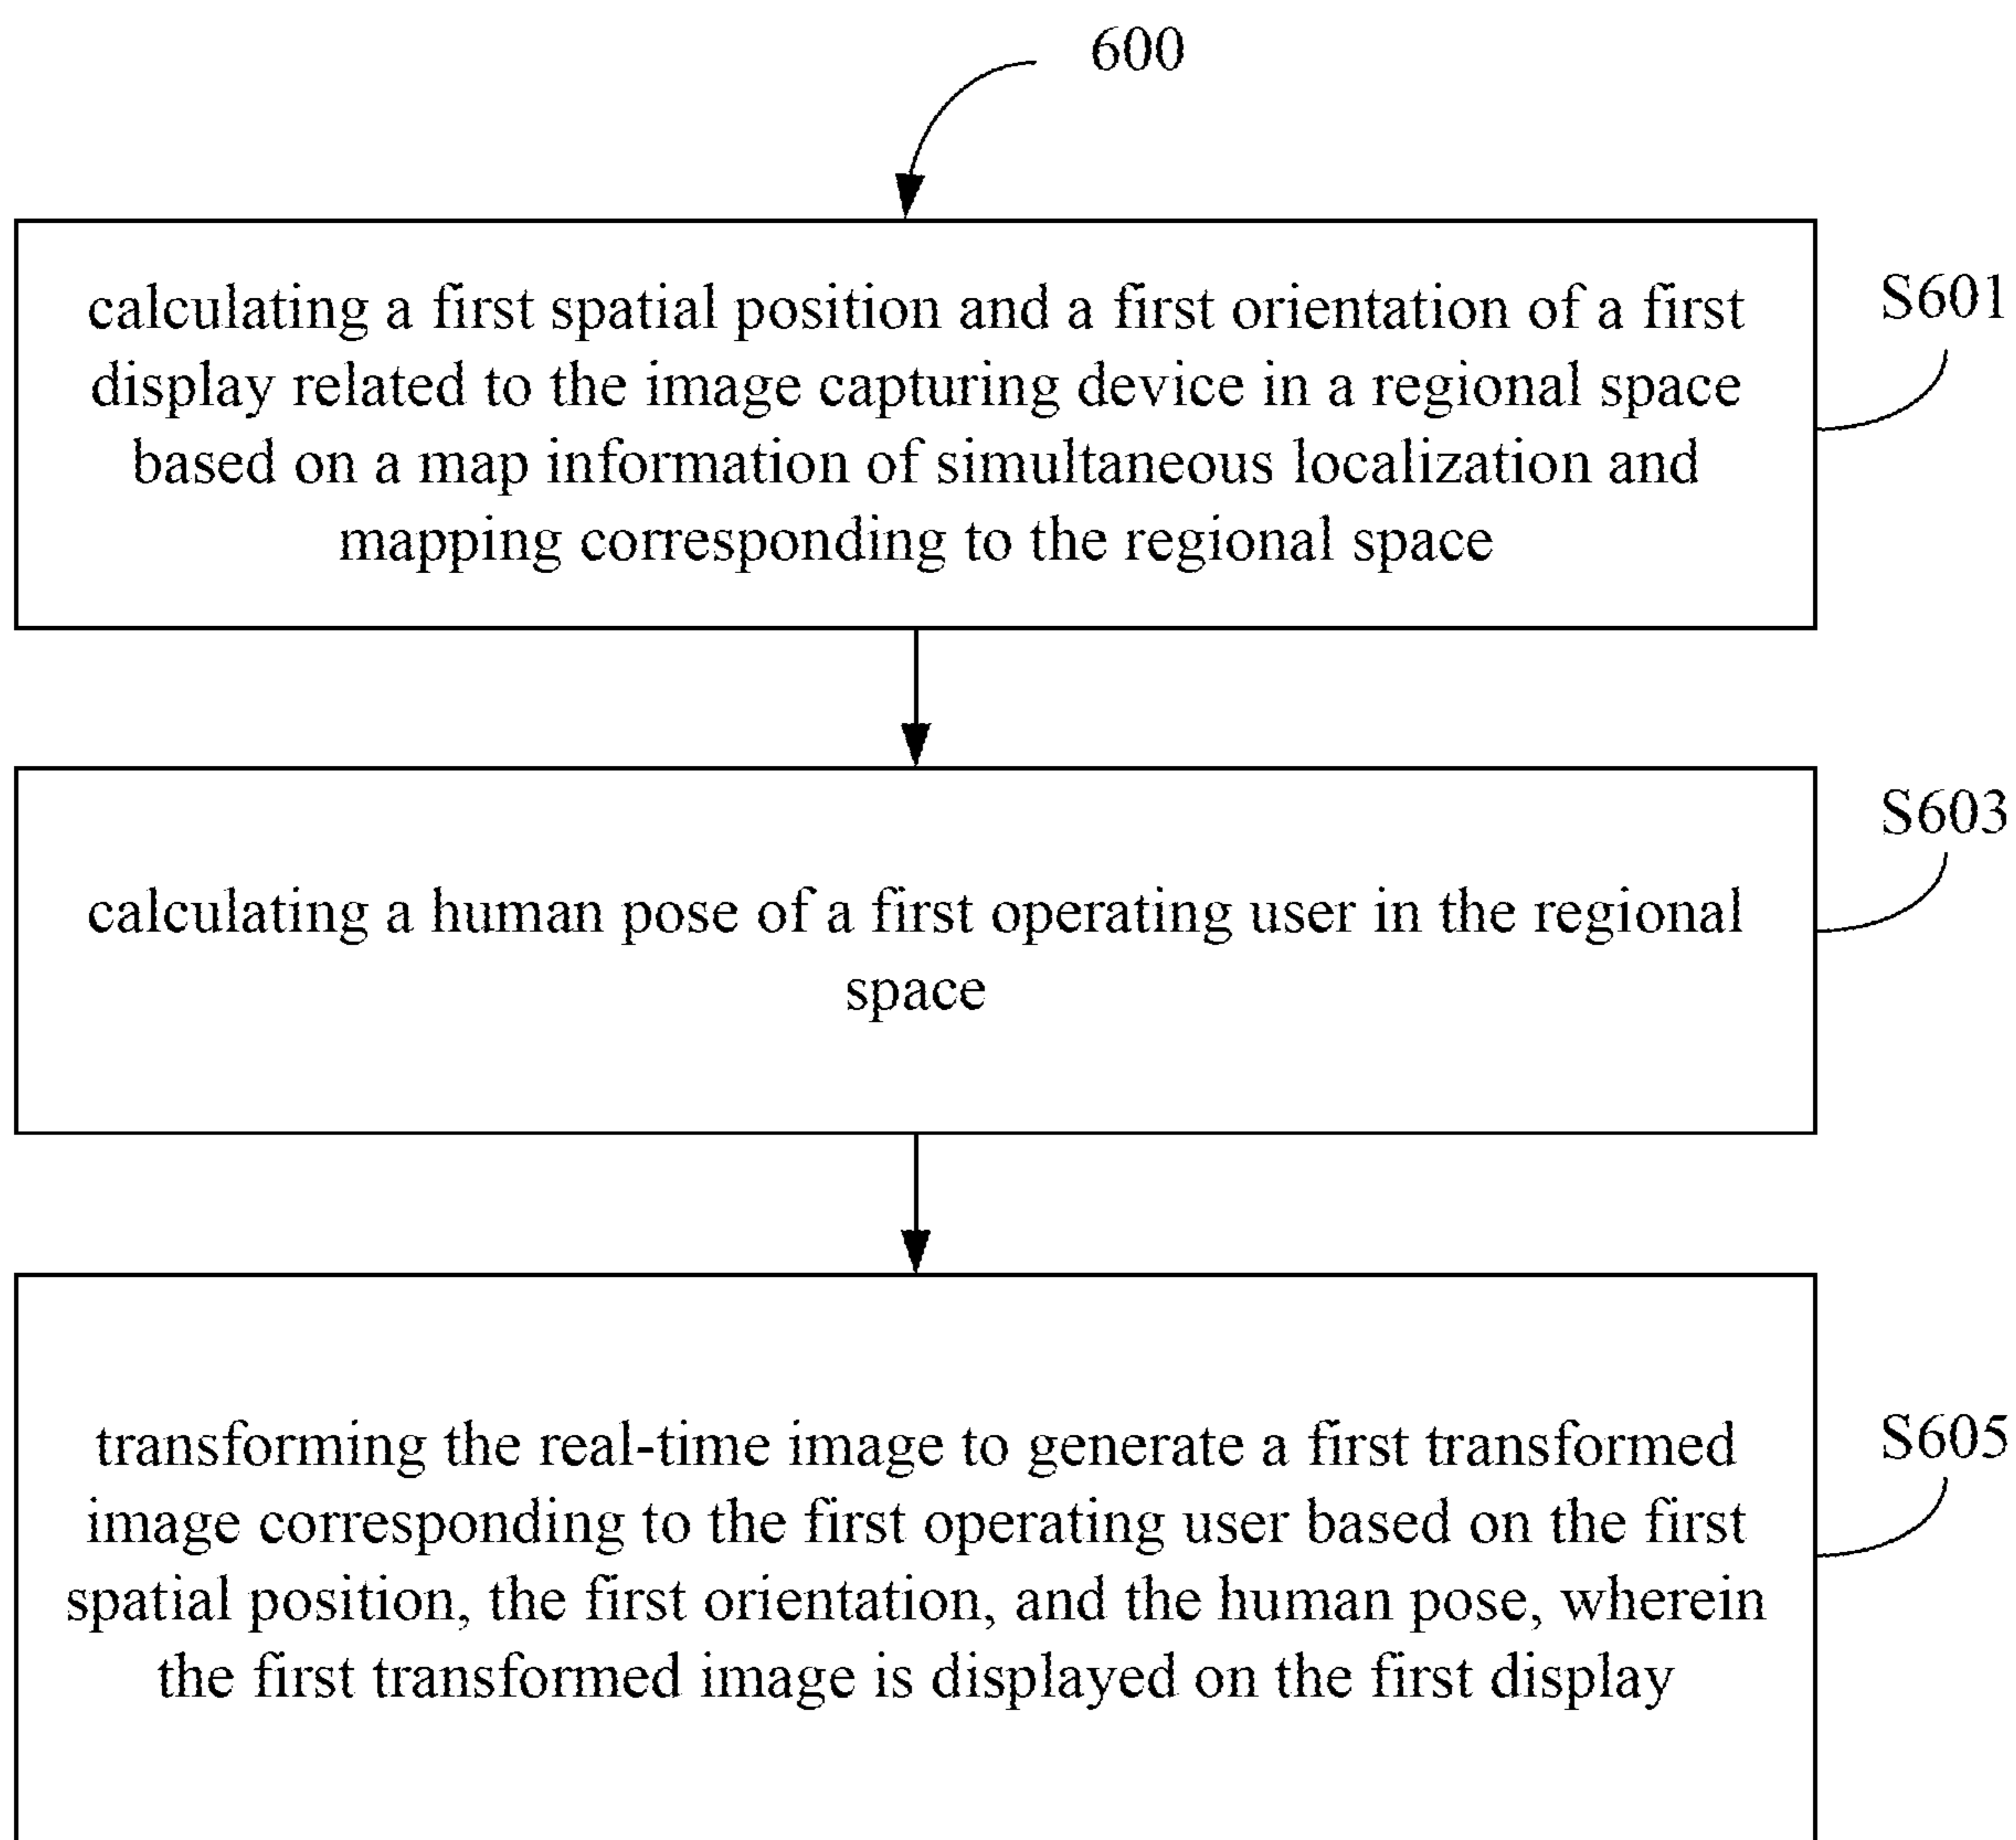 600
calculating a first spatial position and a first orientation of a first
display related to the image capturing device in a regional space
based on a map information of simultaneous localization and
mapping corresponding to the regional space
S601
calculating a human pose of a first operating user in the regional
space
S603
transforming the real-time image to generate a first transformed
image corresponding to the first operating user based on the first
spatial position, the first orientation, and the human pose, wherein
the first transformed image is displayed on the first display
S605